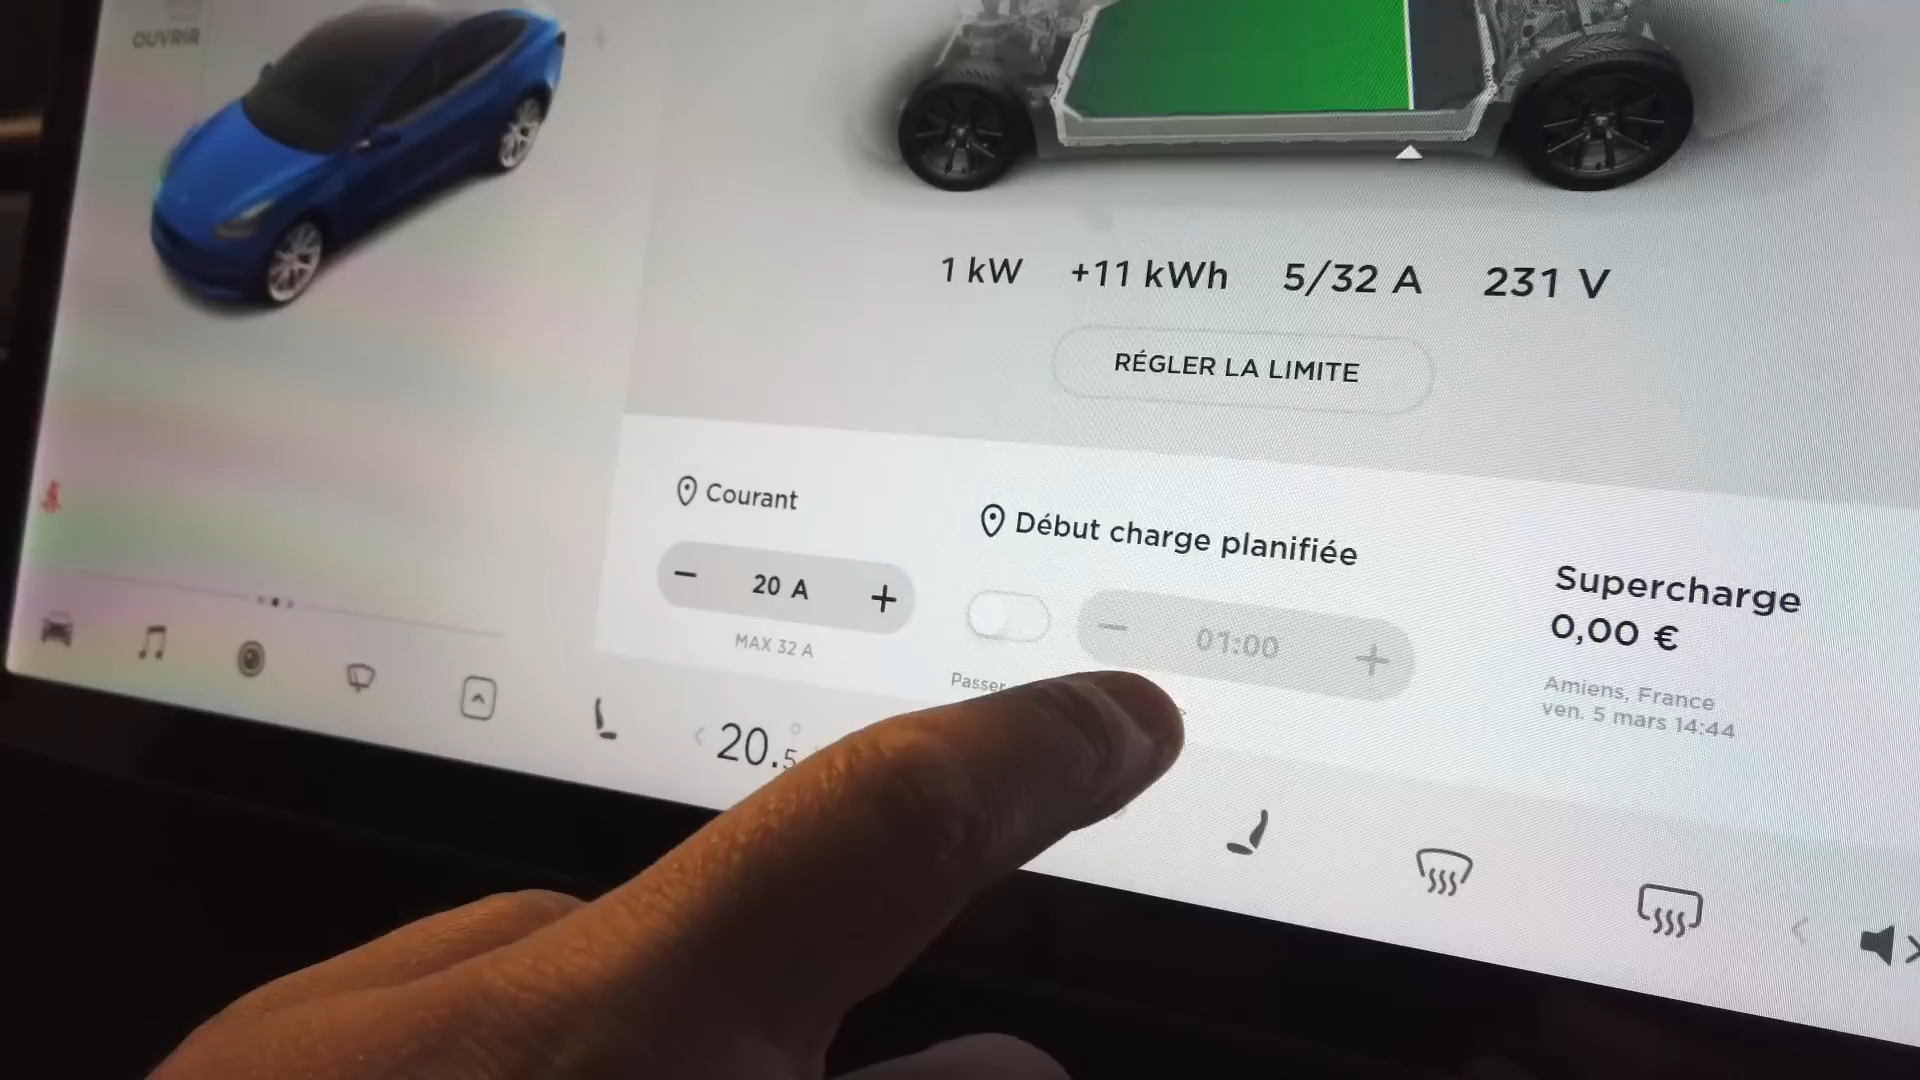 OUVRIR
1 kW +11 kWh 5/32 A 231 V
RÉGLER LA LIMITE
Courant
20 A
MAX 32 A
Début charge planifiée
01:00
Passer
Supercharge
0,00 €
Amiens, France
ven. 5 mars 14:44
20.5